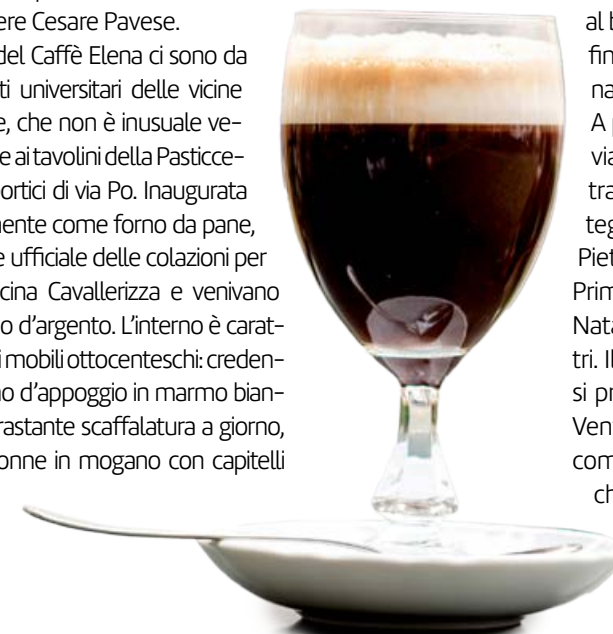 ere Cesare Pavese.
del Caffè Elena ci sono da
ti universitari delle vicine
e, che non è inusuale ve-
e ai tavolini della Pasticce-
ortici di via Po. Inaugurata
mente come forno da pane,
e ufficiale delle colazioni per
cina Cavallerizza e venivano
o d'argento. L'interno è carat-
i mobili ottocenteschi: creden-
no d'appoggio in marmo bian-
rastante scaffalatura a giorno,
onne in mogano con capitelli
al b
fin
na
A p
via
tra
teg
Piet
Prim
Nata
tri. Il
si pr
Ven
com
ch